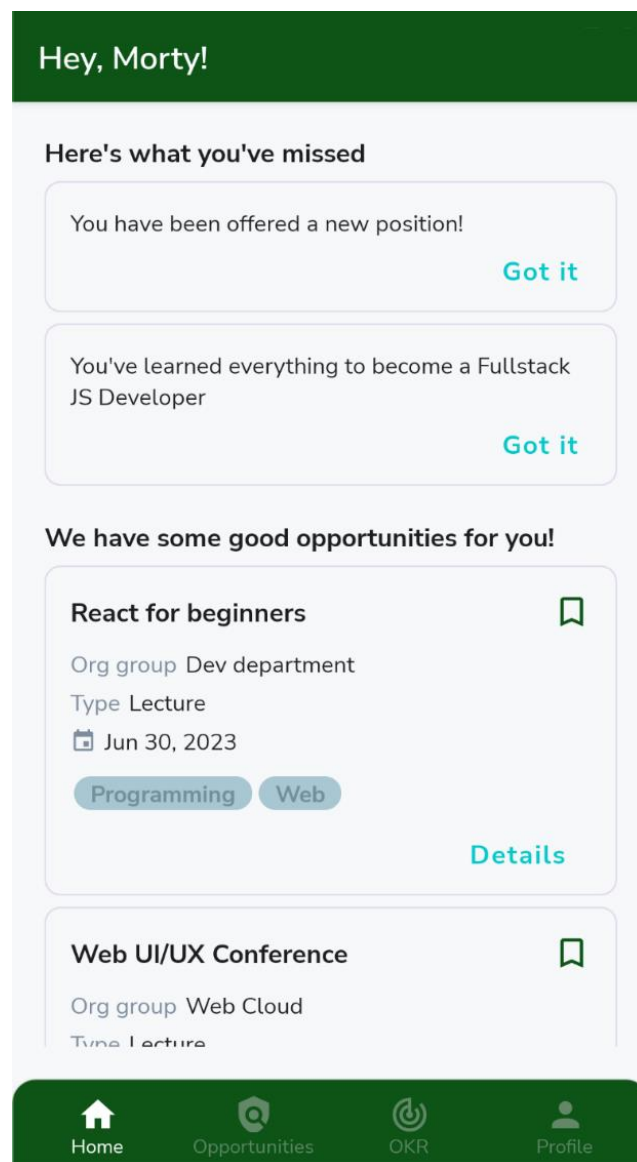 Hey, Morty!
Here's what you've missed
You have been offered a new position!
Got it
You've learned everything to become a Fullstack
JS Developer
Got it
We have some good opportunities for you!
React for beginners
Org group Dev department
Type Lecture
Jun 30, 2023
Programming Web
Details
Web UI/UX Conference
Org group Web Cloud
Type Lecture
Home Opportunities OKR Profile